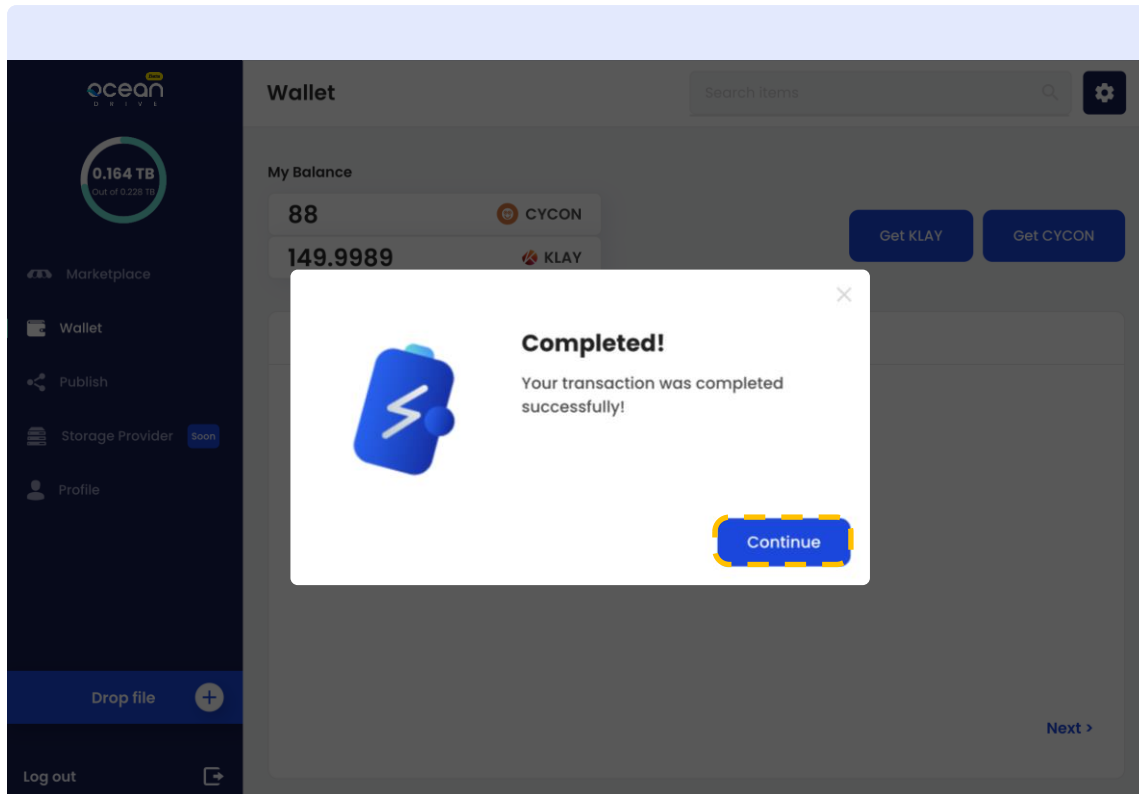 Beta
ocean
DRIVE
Wallet
Search items
0.164 TB
Out of 0.228 TB
My Balance
88
CYCON
149.9989
KLAY
Get KLAY
Get CYCON
Marketplace
Wallet
Publish
Storage Provider
Soon
Profile
Completed!
Your transaction was completed
successfully!
Continue
Drop file
Next >
Log out